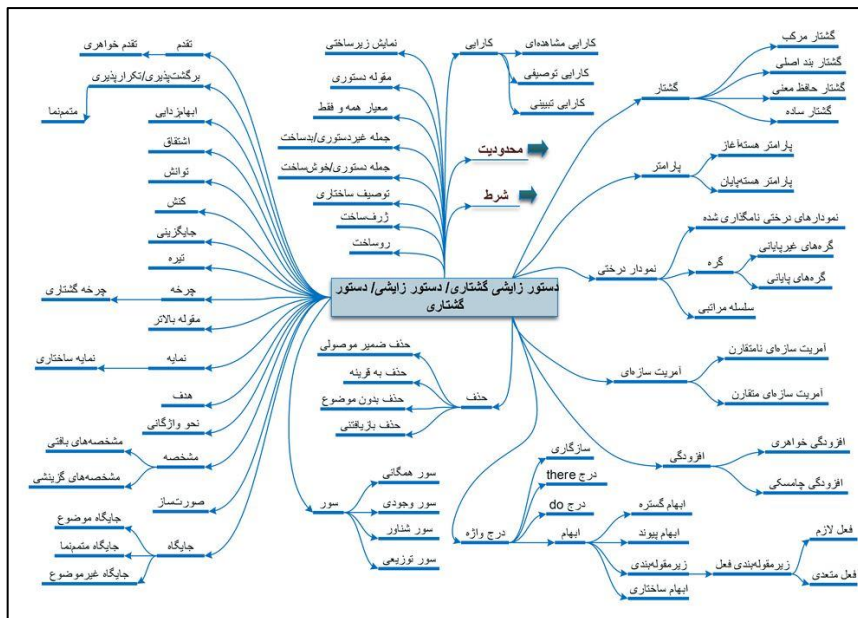 گشتار مرکب
گشتار بند اصلی
گشتار حافظ معنی
گشتار ساده
گشتار
پارامتر هسته‌آغاز
پارامتر هسته‌پایان
پارامتر
نمودارهای درختی نامگذاری شده
گره‌های غیرپایانی
گره‌های پایانی
گره
سلسله مراتبی
نمودار درختی
آمریت سازه‌ای نامتقارن
آمریت سازه‌ای متقارن
آمریت سازه‌ای
افزودگی خواهری
افزودگی چامسکی
افزودگی
کارایی مشاهده‌ای
کارایی توصیفی
کارایی تبیینی
کارایی
محدودیت
شرط
نمایش زیرساختی
مقوله دستوری
معیار همه و فقط
جمله غیردستوری/بدساخت
جمله دستوری/خوش‌ساخت
توصیف ساختاری
ژرف‌ساخت
روساخت
دستور زایشی گشتاری/ دستور زایشی/ دستور
گشتاری
تقدم
تقدم خواهری
برگشت‌پذیری/تکرارپذیری
متمم‌نما
ابهام‌زدایی
اشتقاق
توانش
کنش
جایگزینی
تیره
چرخه
چرخه گشتاری
مقوله بالاتر
نمایه
نمایه ساختاری
هدف
نحو واژگانی
مشخصه
مشخصه‌های بافتی
مشخصه‌های گزینشی
صورت‌ساز
جایگاه
جایگاه موضوع
جایگاه متمم‌نما
جایگاه غیرموضوع
حذف ضمیر موصولی
حذف به قرینه
حذف بدون موضوع
حذف بازیافتنی
حذف
سور همگانی
سور وجودی
سور شناور
سور توزیعی
سور
سازگاری
درج there
درج do
ابهام
درج واژه
ابهام گستره
ابهام پیوند
زیرمقوله‌بندی
ابهام ساختاری
زیرمقوله‌بندی فعل
فعل لازم
فعل متعدی